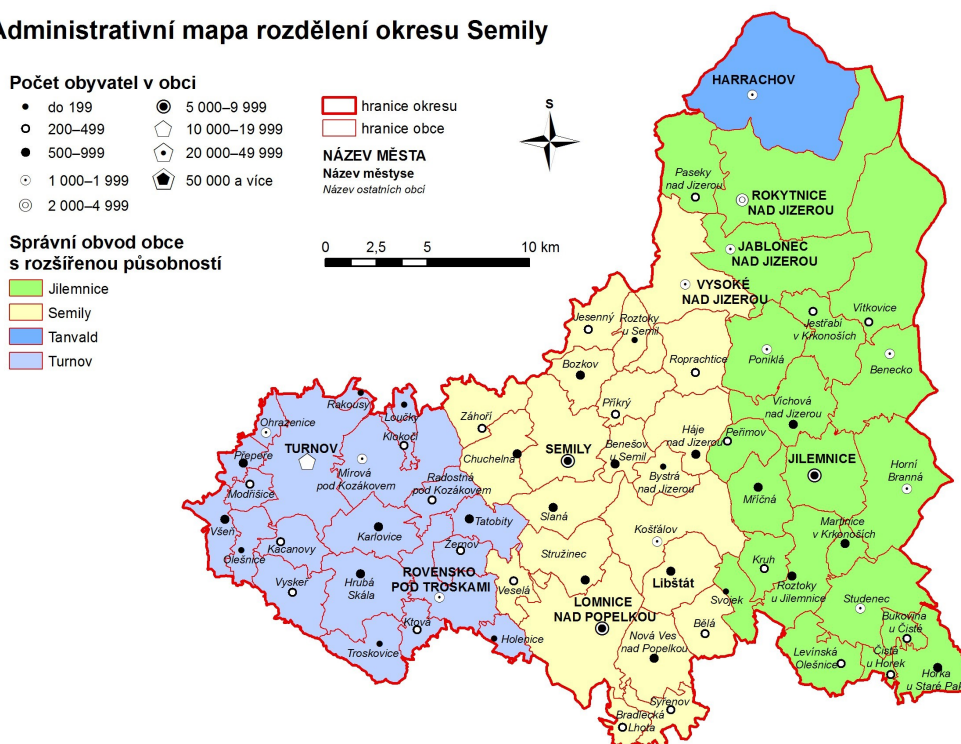 Administrativní mapa rozdělení okresu Semily
Počet obyvatel v obci
do 199
200–499
500–999
1 000–1 999
2 000–4 999
5 000–9 999
10 000–19 999
20 000–49 999
50 000 a více
hranice okresu
hranice obce
NÁZEV MĚSTA
Název městyse
Název ostatních obcí
S
0 2,5 5 10 km
Správní obvod obce
s rozšířenou působností
Jilemnice
Semily
Tanvald
Turnov
HARRACHOV
Paseky
nad Jizerou
ROKYTNICE
NAD JIZEROU
JABLONEC
NAD JIZEROU
VYSOKÉ
NAD JIZEROU
Jesenný
Roztoky
u Semil
Jestřabí
v Krkonoších
Vítkovice
Bozkov
Roprachtice
Poniklá
Benecko
Rakousy
Loučky
Příkrý
Víchová
nad Jizerou
Ohrazenice
Klokočí
Záhoří
Háje
nad Jizerou
Peřimov
TURNOV
Mírová
pod Kozákovem
Chuchelna
SEMILY
Benešov
u Semil
JILEMNICE
Přepeře
Radostná
pod Kozákovem
Bystrá
nad Jizerou
Horní
Branná
Modřišice
Mříčná
Všeň
Karlovice
Tatobity
Slaná
Košťálov
Martinice
v Krkonoších
Kacanovy
Olešnice
Žernov
Stružinec
Kruh
Vyskeř
Hrubá
Skála
ROVENSKO
POD TROSKAMI
Veselá
Libštát
Svojek
Roztoky
u Jilemnice
Studenec
LOMNICE
NAD POPELKOU
Ktová
Holenice
Bělá
Bukovina
u Čisté
Troskovice
Nová Ves
nad Popelkou
Levínská
Olešnice
Čistá
u Horek
Horka
u Staré Pak
Syřenov
Bradlecká
Lhota